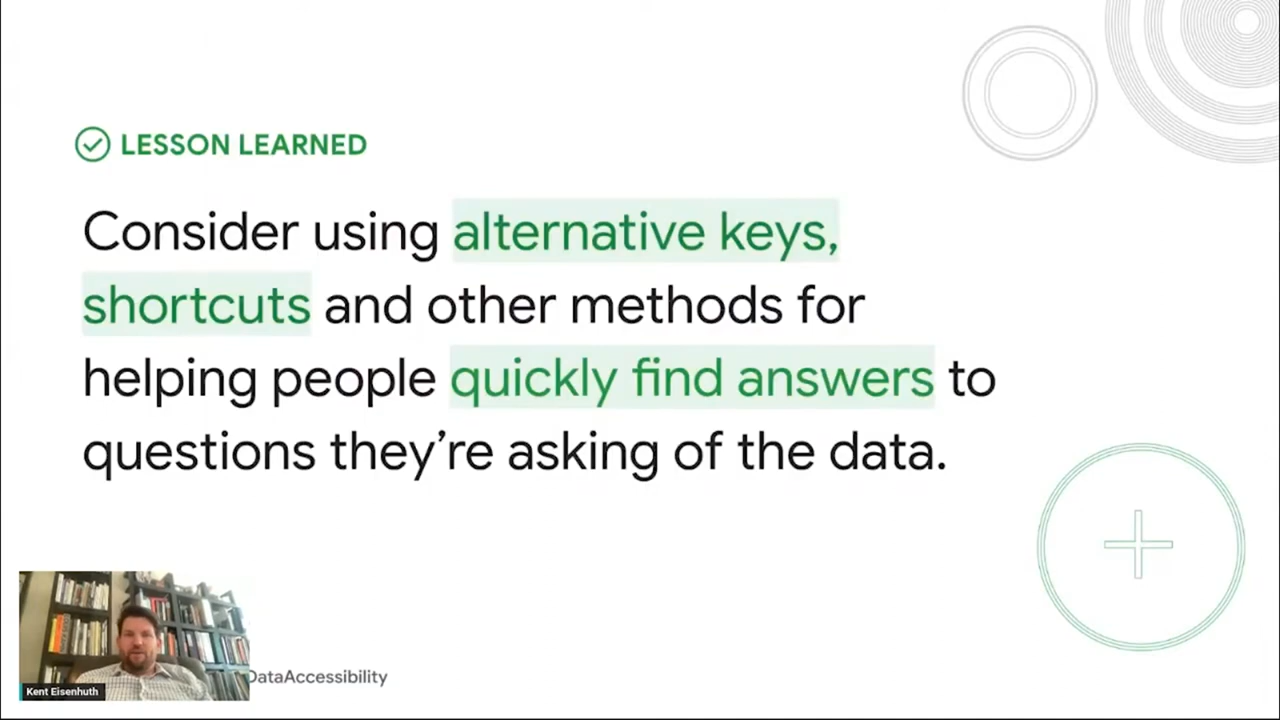 LESSON LEARNED
Consider using alternative keys,
shortcuts and other methods for
helping people quickly find answers to
questions they’re asking of the data.
Kent Eisenhuth
DataAccessibility